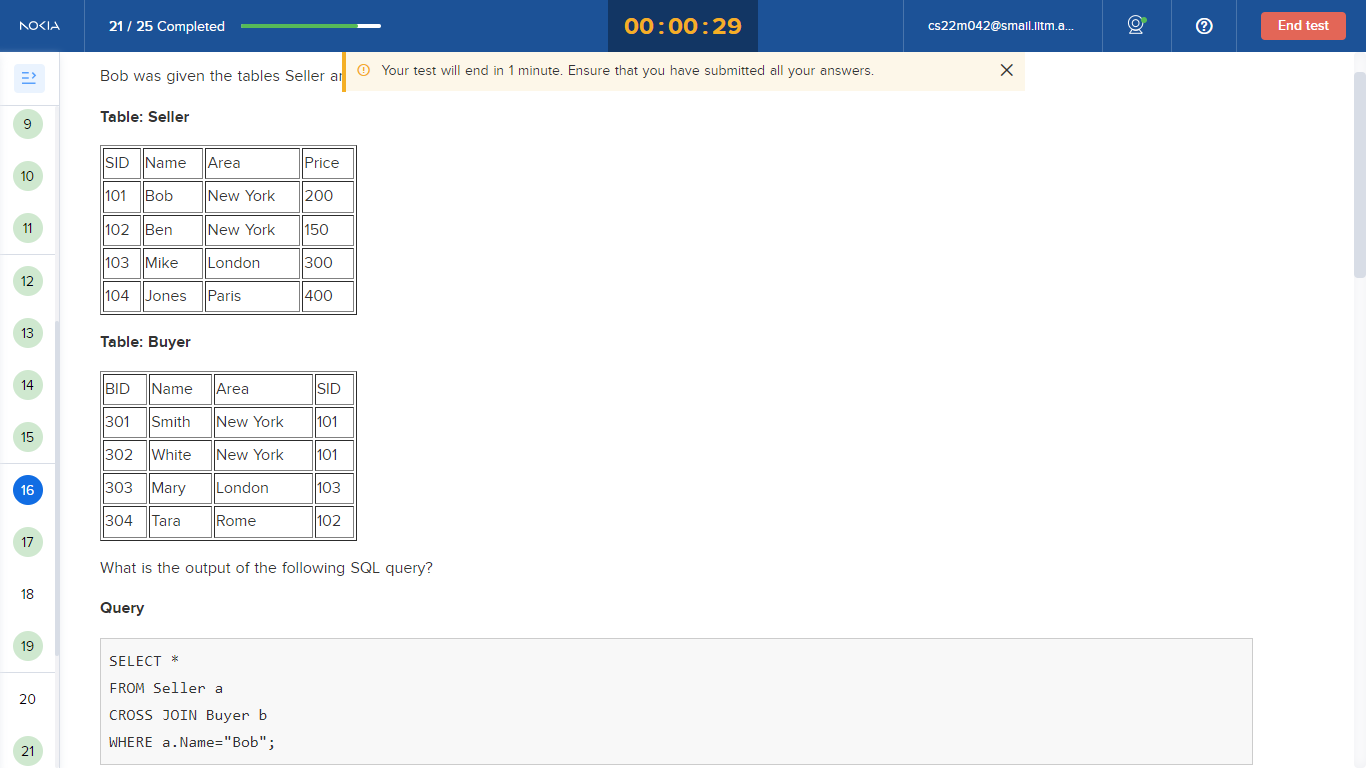 NOKIA
21 / 25 Completed
00:00:29
cs22m042@smail.iitm.a...
End test
Your test will end in 1 minute. Ensure that you have submitted all your answers.
Bob was given the tables Seller
Table: Seller
SID Name Area Price
101 Bob New York 200
102 Ben New York 150
103 Mike London 300
104 Jones Paris 400
Table: Buyer
BID Name Area SID
301 Smith New York 101
302 White New York 101
303 Mary London 103
304 Tara Rome 102
What is the output of the following SQL query?
Query
SELECT *
FROM Seller a
CROSS JOIN Buyer b
WHERE a.Name="Bob";
9
10
11
12
13
14
15
16
17
18
19
20
21